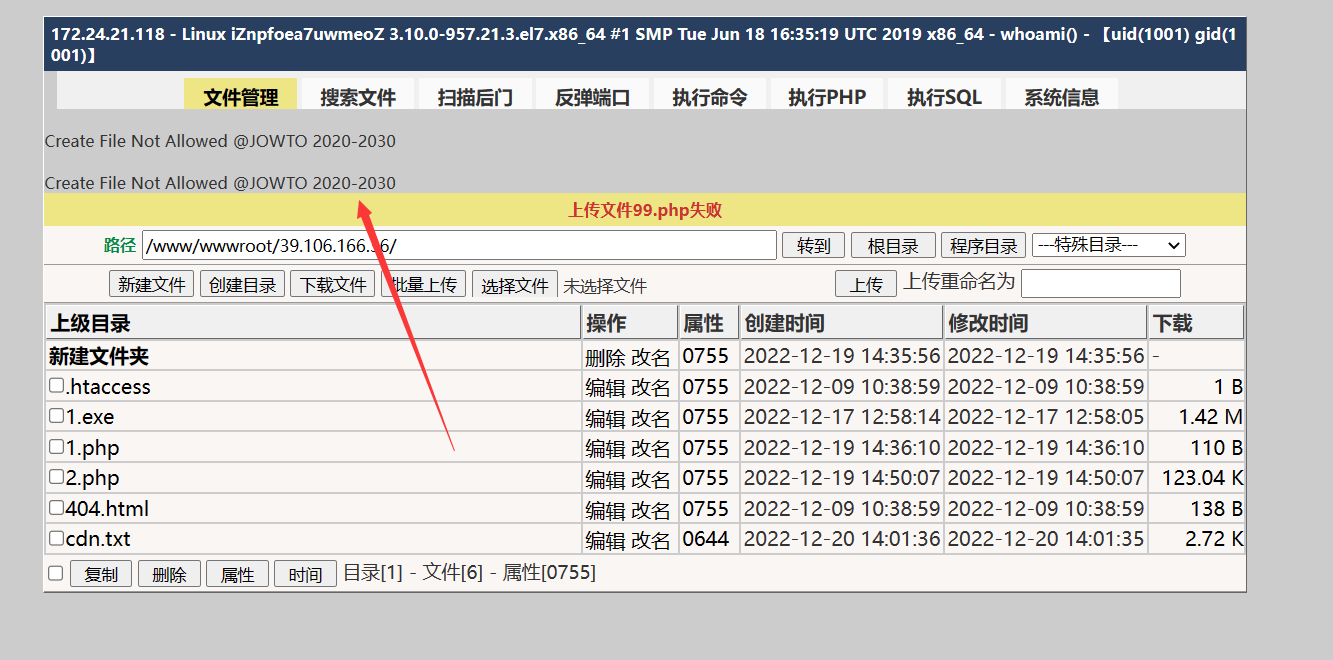 172.24.21.118 - Linux iZnpfoea7uwmeoZ 3.10.0-957.21.3.el7.x86_64 #1 SMP Tue Jun 18 16:35:19 UTC 2019 x86_64 - whoami() - 【uid(1001) gid(1
001)】
文件管理 搜索文件 扫描后门 反弹端口 执行命令 执行PHP 执行SQL 系统信息
Create File Not Allowed @JOWTO 2020-2030
Create File Not Allowed @JOWTO 2020-2030
上传文件99.php失败
路径 /www/wwwroot/39.106.166.56/ 转到 根目录 程序目录 ---特殊目录---
新建文件 创建目录 下载文件 批量上传 选择文件 未选择文件 上传 上传重命名为
上级目录 操作 属性 创建时间 修改时间 下载
新建文件夹 删除 改名 0755 2022-12-19 14:35:56 2022-12-19 14:35:56 -
.htaccess 编辑 改名 0755 2022-12-09 10:38:59 2022-12-09 10:38:59 1 B
1.exe 编辑 改名 0755 2022-12-17 12:58:14 2022-12-17 12:58:05 1.42 M
1.php 编辑 改名 0755 2022-12-19 14:36:10 2022-12-19 14:36:10 110 B
2.php 编辑 改名 0755 2022-12-19 14:50:07 2022-12-19 14:50:07 123.04 K
404.html 编辑 改名 0755 2022-12-09 10:38:59 2022-12-09 10:38:59 138 B
cdn.txt 编辑 改名 0644 2022-12-20 14:01:36 2022-12-20 14:01:35 2.72 K
复制 删除 属性 时间 目录[1] - 文件[6] - 属性[0755]